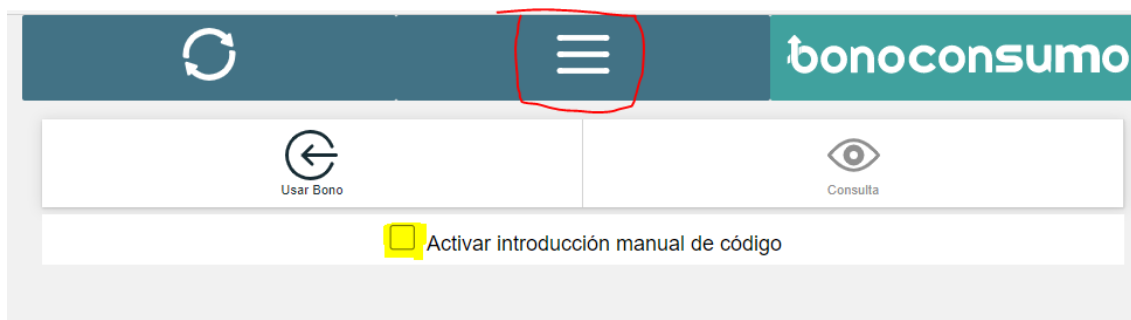 bonoconsumo
Usar Bono
Consulta
Activar introducción manual de código